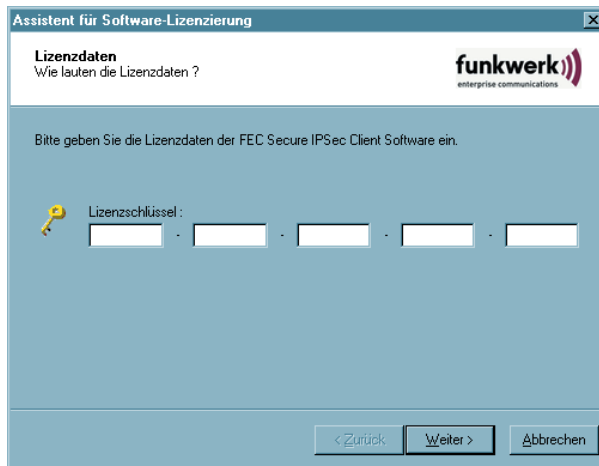 Assistent für Software-Lizenzierung
Lizenzdaten
Wie lauten die Lizenzdaten ?
funkwerk
enterprise communications
Bitte geben Sie die Lizenzdaten der FEC Secure IPSec Client Software ein.
Lizenzschlüssel :
- - - -
< Zurück Weiter > Abbrechen